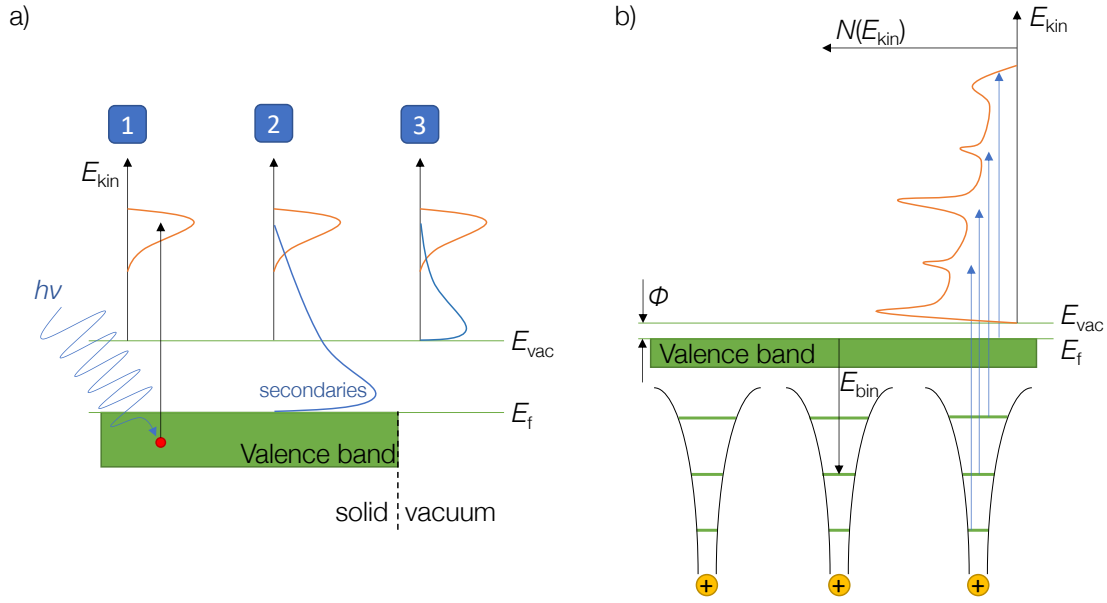 a)
1
2
3
E_kin
hν
E_vac
secondaries
E_f
Valence band
solid
vacuum
b)
N(E_kin)
E_kin
Φ
E_vac
Valence band
E_f
E_bin
+
+
+